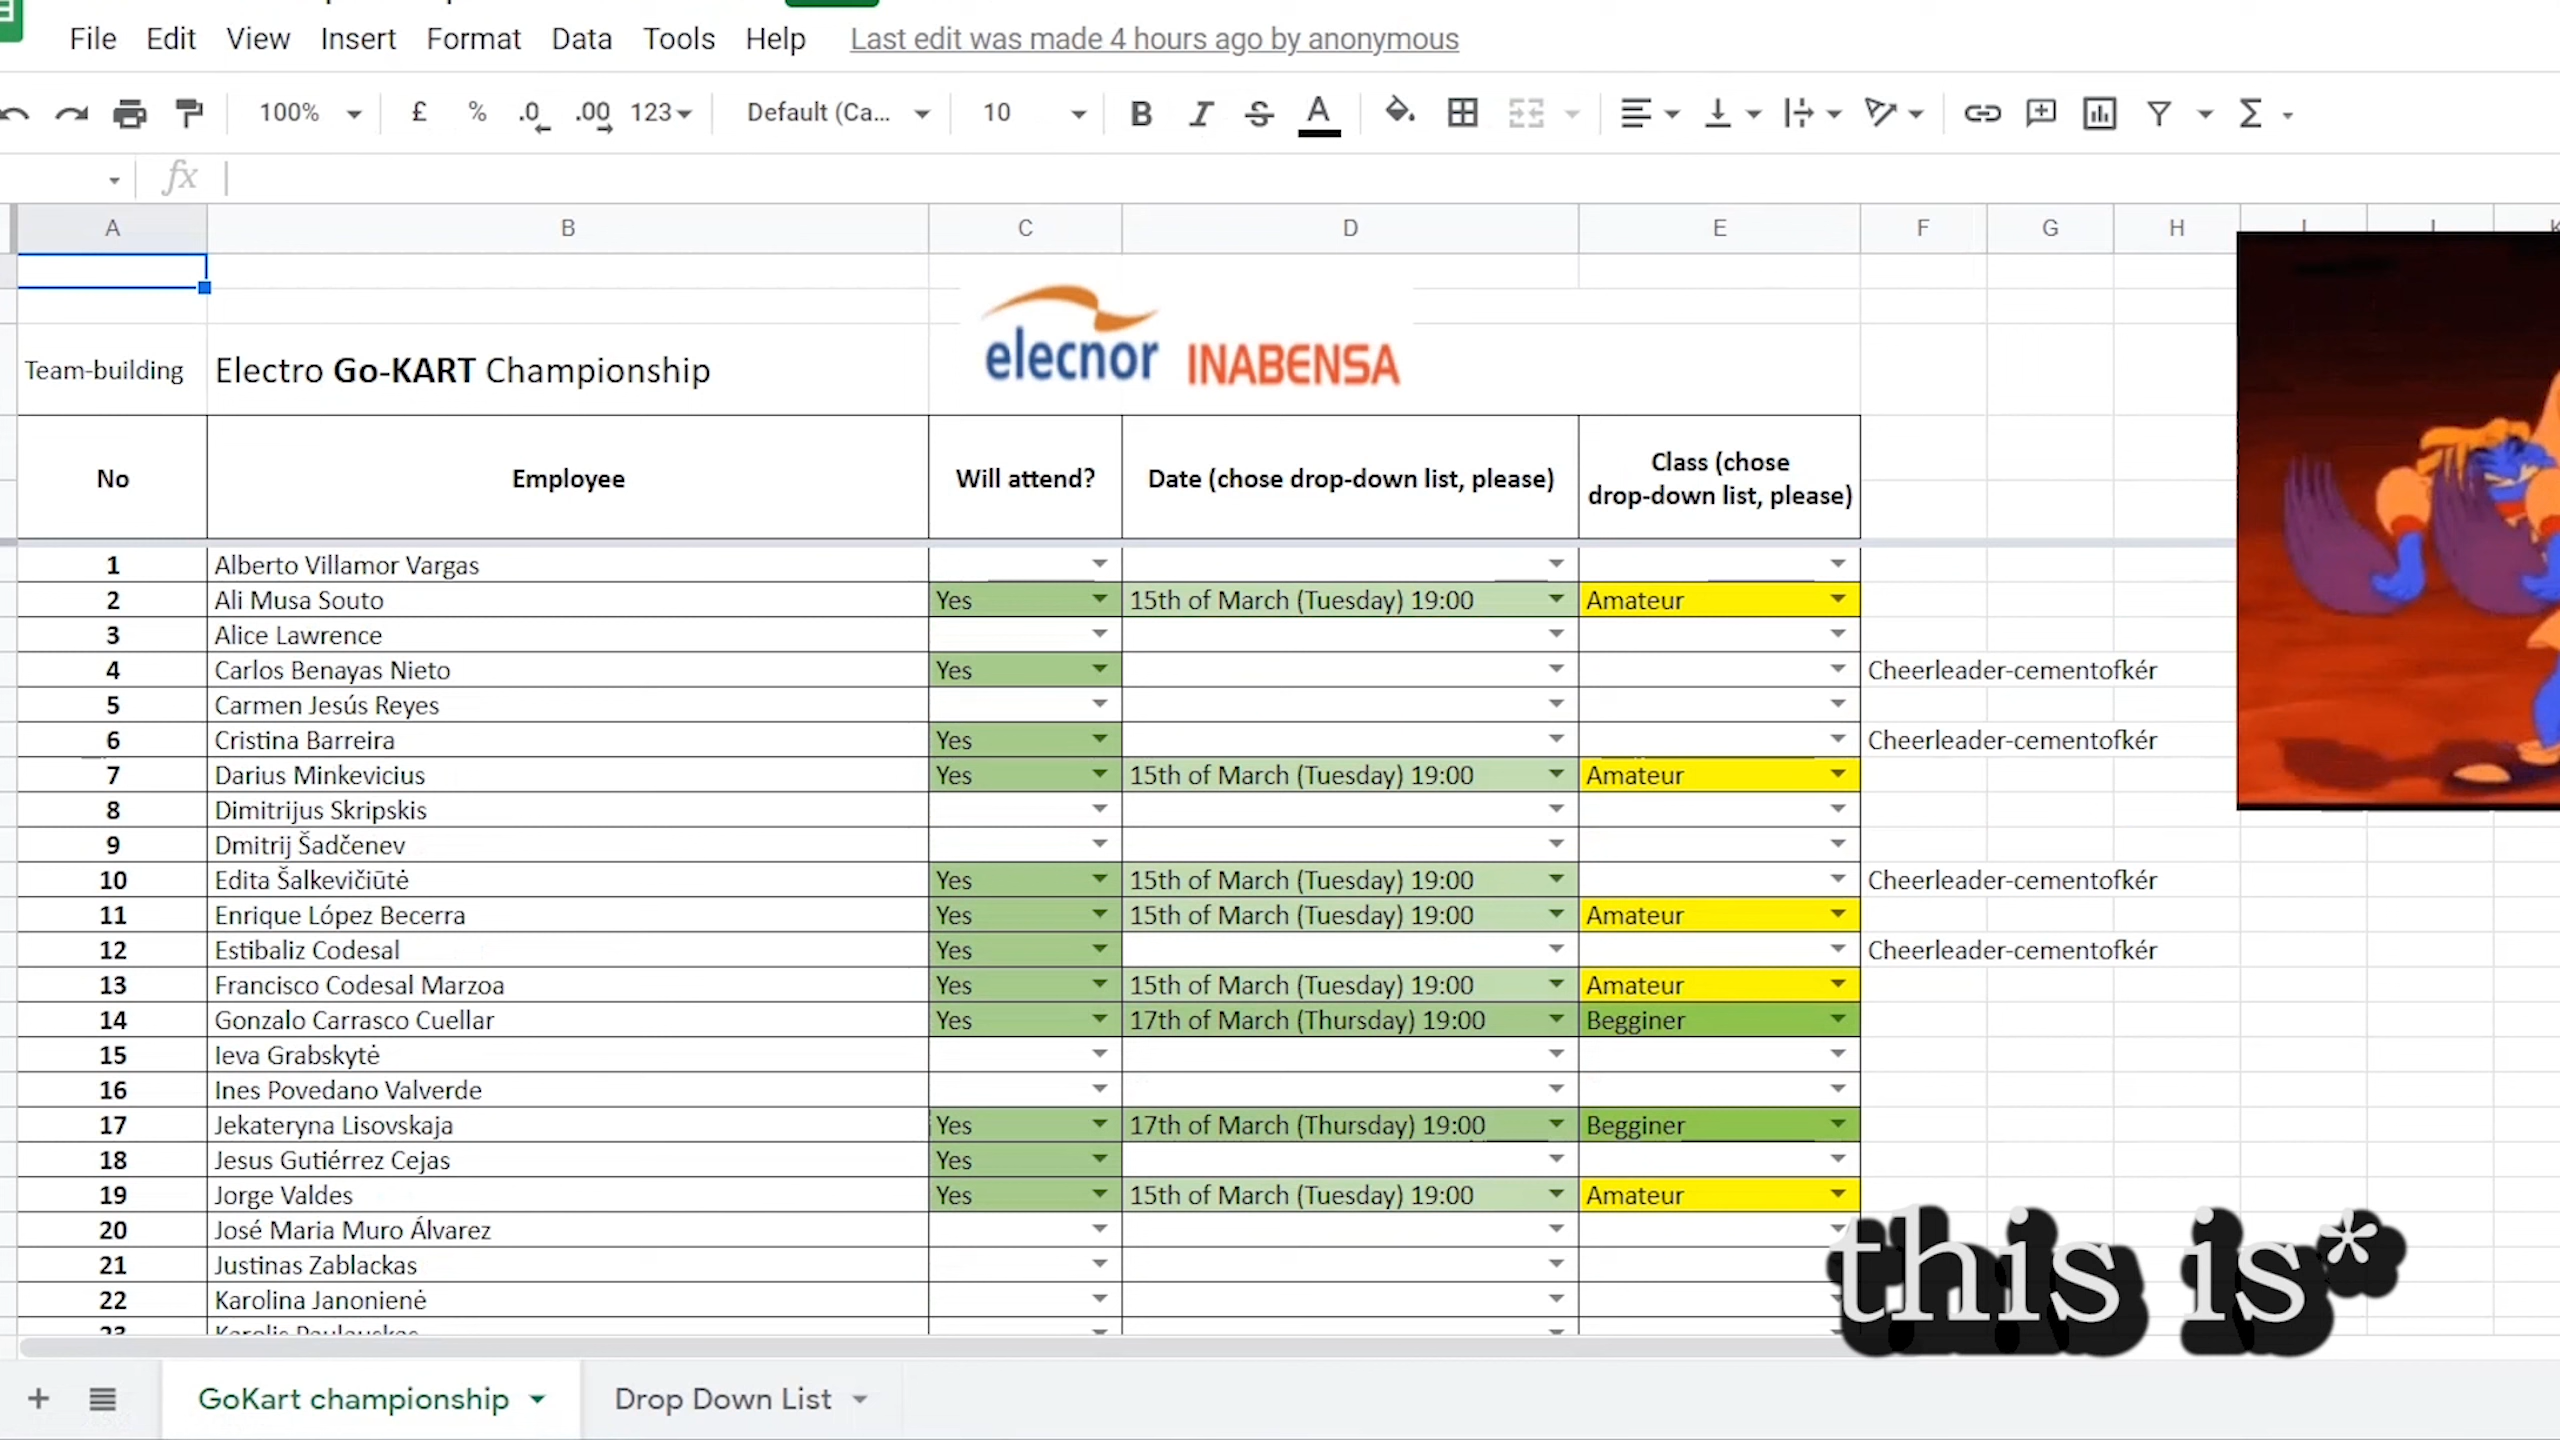 File Edit View Insert Format Data Tools Help Last edit was made 4 hours ago by anonymous
100% £ % .0 .00 123 Default (Ca... 10 B I S A Σ
fx
A B C D E F G H
elecnor INABENSA
Team-building Electro Go-KART Championship
No Employee Will attend? Date (chose drop-down list, please) Class (chose
drop-down list, please)
1 Alberto Villamor Vargas
2 Ali Musa Souto Yes 15th of March (Tuesday) 19:00 Amateur
3 Alice Lawrence
4 Carlos Benayas Nieto Yes Cheerleader-cementofkér
5 Carmen Jesús Reyes
6 Cristina Barreira Yes Cheerleader-cementofkér
7 Darius Minkevicius Yes 15th of March (Tuesday) 19:00 Amateur
8 Dimitrijus Skripskis
9 Dmitrij Šadčenev
10 Edita Šalkevičiūtė Yes 15th of March (Tuesday) 19:00 Cheerleader-cementofkér
11 Enrique López Becerra Yes 15th of March (Tuesday) 19:00 Amateur
12 Estibaliz Codesal Yes Cheerleader-cementofkér
13 Francisco Codesal Marzoa Yes 15th of March (Tuesday) 19:00 Amateur
14 Gonzalo Carrasco Cuellar Yes 17th of March (Thursday) 19:00 Begginer
15 Ieva Grabskytė
16 Ines Povedano Valverde
17 Jekateryna Lisovskaja Yes 17th of March (Thursday) 19:00 Begginer
18 Jesus Gutiérrez Cejas Yes
19 Jorge Valdes Yes 15th of March (Tuesday) 19:00 Amateur
20 José Maria Muro Álvarez
21 Justinas Zablackas
22 Karolina Janonienė
this is*
GoKart championship Drop Down List